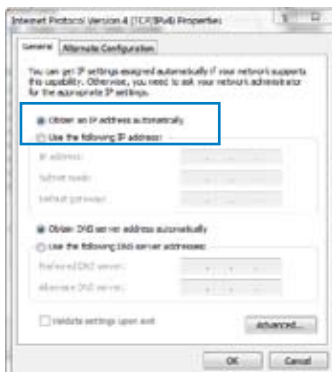 Internet Protocol Version 4 (TCP/IPv4) Properties
General
Alternate Configuration
You can get IP settings assigned automatically if your network supports
this capability. Otherwise, you need to ask your network administrator
for the appropriate IP settings.
Obtain an IP address automatically
Use the following IP address:
IP address:
Subnet mask:
Default gateway:
Obtain DNS server address automatically
Use the following DNS server addresses:
Preferred DNS server:
Alternate DNS server:
Validate settings upon exit
Advanced...
OK
Cancel